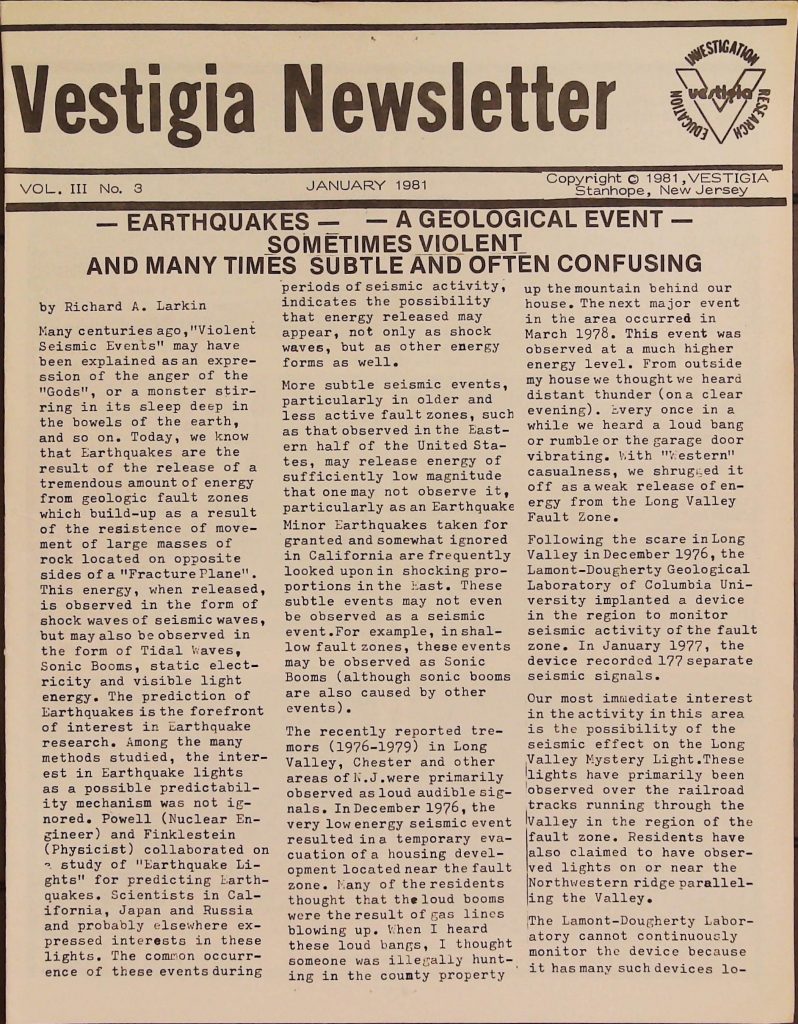 Vestigia Newsletter
INVESTIGATION
RESEARCH
EDUCATION
vestigia
VOL. III No. 3
JANUARY 1981
Copyright © 1981,VESTIGIA
Stanhope, New Jersey
— EARTHQUAKES — — A GEOLOGICAL EVENT —
SOMETIMES VIOLENT
AND MANY TIMES SUBTLE AND OFTEN CONFUSING
by Richard A. Larkin
Many centuries ago,"Violent
Seismic Events" may have
been explained as an expre-
ssion of the anger of the
"Gods", or a monster stir-
ring in its sleep deep in
the bowels of the earth,
and so on. Today, we know
that Earthquakes are the
result of the release of a
tremendous amount of energy
from geologic fault zones
which build-up as a result
of the resistence of move-
ment of large masses of
rock located on opposite
sides of a "Fracture Plane".
This energy, when released,
is observed in the form of
shock waves of seismic waves,
but may also be observed in
the form of Tidal Waves,
Sonic Booms, static elect-
ricity and visible light
energy. The prediction of
Earthquakes is the forefront
of interest in Earthquake
research. Among the many
methods studied, the inter-
est in Earthquake lights
as a possible predictabil-
ity mechanism was not ig-
nored. Powell (Nuclear En-
gineer) and Finklestein
(Physicist) collaborated on
a study of "Earthquake Li-
ghts" for predicting Earth-
quakes. Scientists in Cal-
ifornia, Japan and Russia
and probably elsewhere ex-
pressed interests in these
lights. The common occurr-
ence of these events during
periods of seismic activity,
indicates the possibility
that energy released may
appear, not only as shock
waves, but as other energy
forms as well.
More subtle seismic events,
particularly in older and
less active fault zones, such
as that observed in the East-
ern half of the United Sta-
tes, may release energy of
sufficiently low magnitude
that one may not observe it,
particularly as an Earthquake
Minor Earthquakes taken for
granted and somewhat ignored
in California are frequently
looked upon in shocking pro-
portions in the East. These
subtle events may not even
be observed as a seismic
event.For example, in shal-
low fault zones, these events
may be observed as Sonic
Booms (although sonic booms
are also caused by other
events).
The recently reported tre-
mors (1976-1979) in Long
Valley, Chester and other
areas of N.J.were primarily
observed as loud audible sig-
nals. In December 1976, the
very low energy seismic event
resulted in a temporary eva-
cuation of a housing devel-
opment located near the fault
zone. Many of the residents
thought that the loud booms
were the result of gas lines
blowing up. When I heard
these loud bangs, I thought
someone was illegally hunt-
ing in the county property
up the mountain behind our
house. The next major event
in the area occurred in
March 1978. This event was
observed at a much higher
energy level. From outside
my house we thought we heard
distant thunder (on a clear
evening). Every once in a
while we heard a loud bang
or rumble or the garage door
vibrating. With "Western"
casualness, we shrugged it
off as a weak release of en-
ergy from the Long Valley
Fault Zone.
Following the scare in Long
Valley in December 1976, the
Lamont-Dougherty Geological
Laboratory of Columbia Uni-
versity implanted a device
in the region to monitor
seismic activity of the fault
zone. In January 1977, the
device recorded 177 separate
seismic signals.
Our most immediate interest
in the activity in this area
is the possibility of the
seismic effect on the Long
Valley Mystery Light.These
lights have primarily been
observed over the railroad
tracks running through the
Valley in the region of the
fault zone. Residents have
also claimed to have obser-
ved lights on or near the
Northwestern ridge parallel-
ing the Valley.
The Lamont-Dougherty Labor-
atory cannot continuously
monitor the device because
it has many such devices lo-